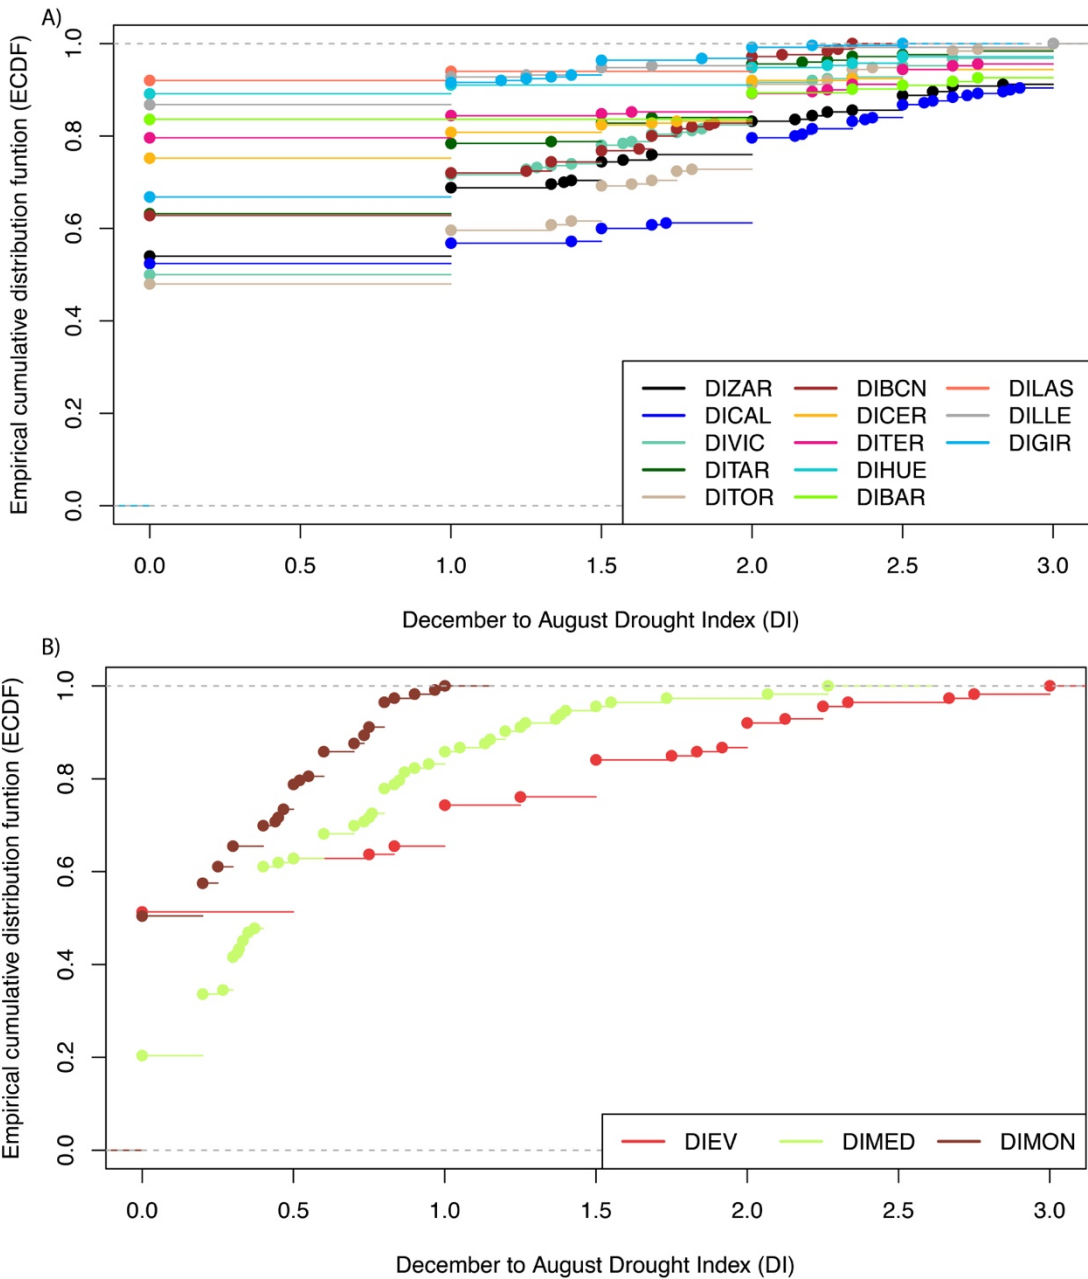 A)
Empirical cumulative distribution funtion (ECDF)
1.0
0.8
0.6
0.4
0.2
0.0
DIZAR DIBCN DILAS
DICAL DICER DILLE
DIVIC DITER DIGIR
DITAR DIHUE
DITOR DIBAR
0.0 0.5 1.0 1.5 2.0 2.5 3.0
December to August Drought Index (DI)
B)
Empirical cumulative distribution funtion (ECDF)
1.0
0.8
0.6
0.4
0.2
0.0
DIEV DIMED DIMON
0.0 0.5 1.0 1.5 2.0 2.5 3.0
December to August Drought Index (DI)